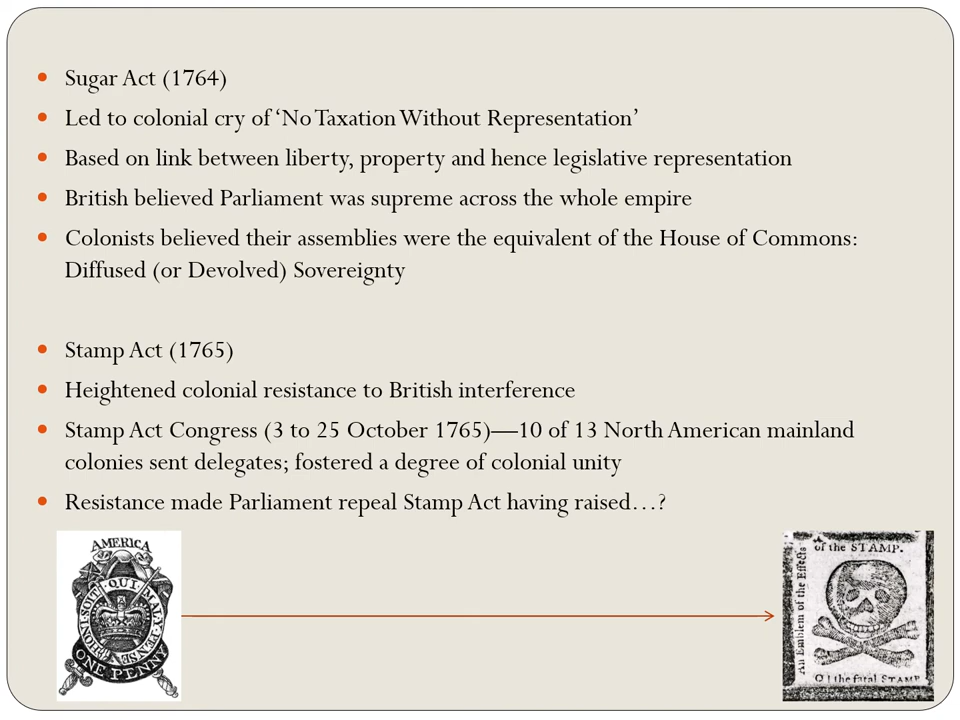 Sugar Act (1764)
Led to colonial cry of ‘No Taxation Without Representation’
Based on link between liberty, property and hence legislative representation
British believed Parliament was supreme across the whole empire
Colonists believed their assemblies were the equivalent of the House of Commons:
Diffused (or Devolved) Sovereignty
Stamp Act (1765)
Heightened colonial resistance to British interference
Stamp Act Congress (3 to 25 October 1765)—10 of 13 North American mainland
colonies sent delegates; fostered a degree of colonial unity
Resistance made Parliament repeal Stamp Act having raised…?
AMERICA
HONI SOIT QUI MAL Y PENSE
ONE PENNY
An Emblem of the Effects
of the STAMP.
O! the fatal STAMP